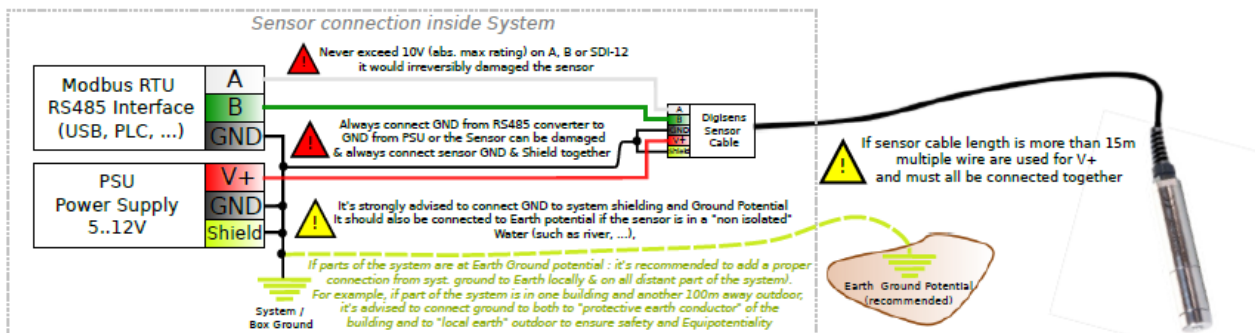 Sensor connection inside System
Never exceed 10V (abs. max rating) on A, B or SDI-12
it would irreversibly damaged the sensor
Modbus RTU
RS485 Interface
(USB, PLC, ...)
A
B
GND
Always connect GND from RS485 converter to
GND from PSU or the Sensor can be damaged
& always connect sensor GND & Shield together
A
B
GND
V+
Shield
Digisens
Sensor
Cable
If sensor cable length is more than 15m
multiple wire are used for V+
and must all be connected together
PSU
Power Supply
5..12V
V+
GND
Shield
It's strongly advised to connect GND to system shielding and Ground Potential
It should also be connected to Earth potential if the sensor is in a "non isolated"
Water (such as river, ...),
If parts of the system are at Earth Ground potential : it's recommended to add a proper
connection from syst. ground to Earth locally & on all distant part of the system).
For example, if part of the system is in one building and another 100m away outdoor,
it's advised to connect ground to both to "protective earth conductor" of the
building and to "local earth" outdoor to ensure safety and Equipotentiality
System /
Box Ground
Earth Ground Potential
(recommended)